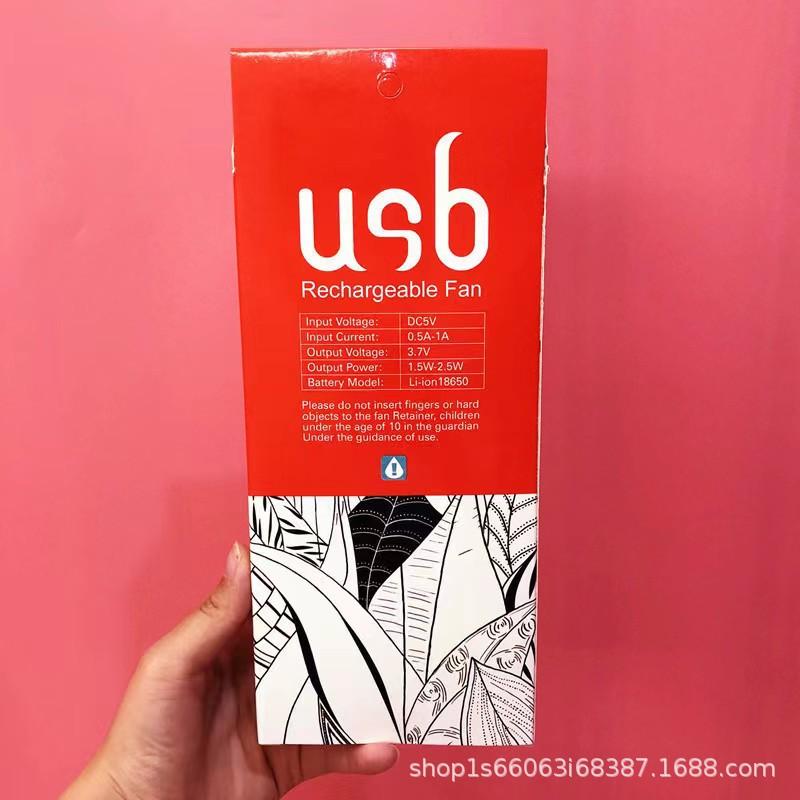 usb
Rechargeable Fan
Input Voltage: DC5V
Input Current: 0.5A-1A
Output Voltage: 3.7V
Output Power: 1.5W-2.5W
Battery Model: Li-ion18650
Please do not insert fingers or hard
objects to the fan Retainer, children
under the age of 10 in the guardian
Under the guidance of use.
shop1s66063i68387.1688.com